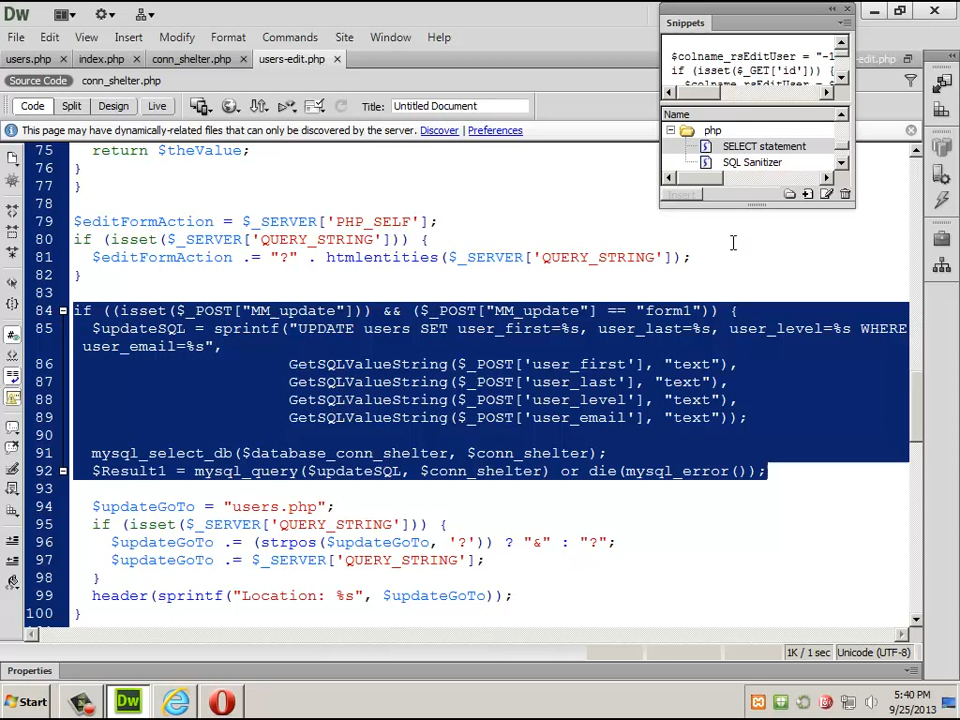 Dw
Snippets
File Edit View Insert Modify Format Commands Site Window Help
users.php × index.php × conn_shelter.php × users-edit.php ×
Source Code conn_shelter.php
$colname_rsEditUser = "-1
if (isset($_GET['id'])) {
Name
php
SELECT statement
SQL Sanitizer
Insert
Code Split Design Live Title: Untitled Document
This page may have dynamically-related files that can only be discovered by the server. Discover | Preferences
75 return $theValue;
76 }
77 }
78
79 $editFormAction = $_SERVER['PHP_SELF'];
80 if (isset($_SERVER['QUERY_STRING'])) {
81 $editFormAction .= "?" . htmlentities($_SERVER['QUERY_STRING']);
82 }
83
84 if ((isset($_POST["MM_update"])) && ($_POST["MM_update"] == "form1")) {
85 $updateSQL = sprintf("UPDATE users SET user_first=%s, user_last=%s, user_level=%s WHERE
user_email=%s",
86 GetSQLValueString($_POST['user_first'], "text"),
87 GetSQLValueString($_POST['user_last'], "text"),
88 GetSQLValueString($_POST['user_level'], "text"),
89 GetSQLValueString($_POST['user_email'], "text"));
90
91 mysql_select_db($database_conn_shelter, $conn_shelter);
92 $Result1 = mysql_query($updateSQL, $conn_shelter) or die(mysql_error());
93
94 $updateGoTo = "users.php";
95 if (isset($_SERVER['QUERY_STRING'])) {
96 $updateGoTo .= (strpos($updateGoTo, '?')) ? "&" : "?";
97 $updateGoTo .= $_SERVER['QUERY_STRING'];
98 }
99 header(sprintf("Location: %s", $updateGoTo));
100 }
1K / 1 sec Unicode (UTF-8)
Properties
Start
Dw
5:40 PM
9/25/2013